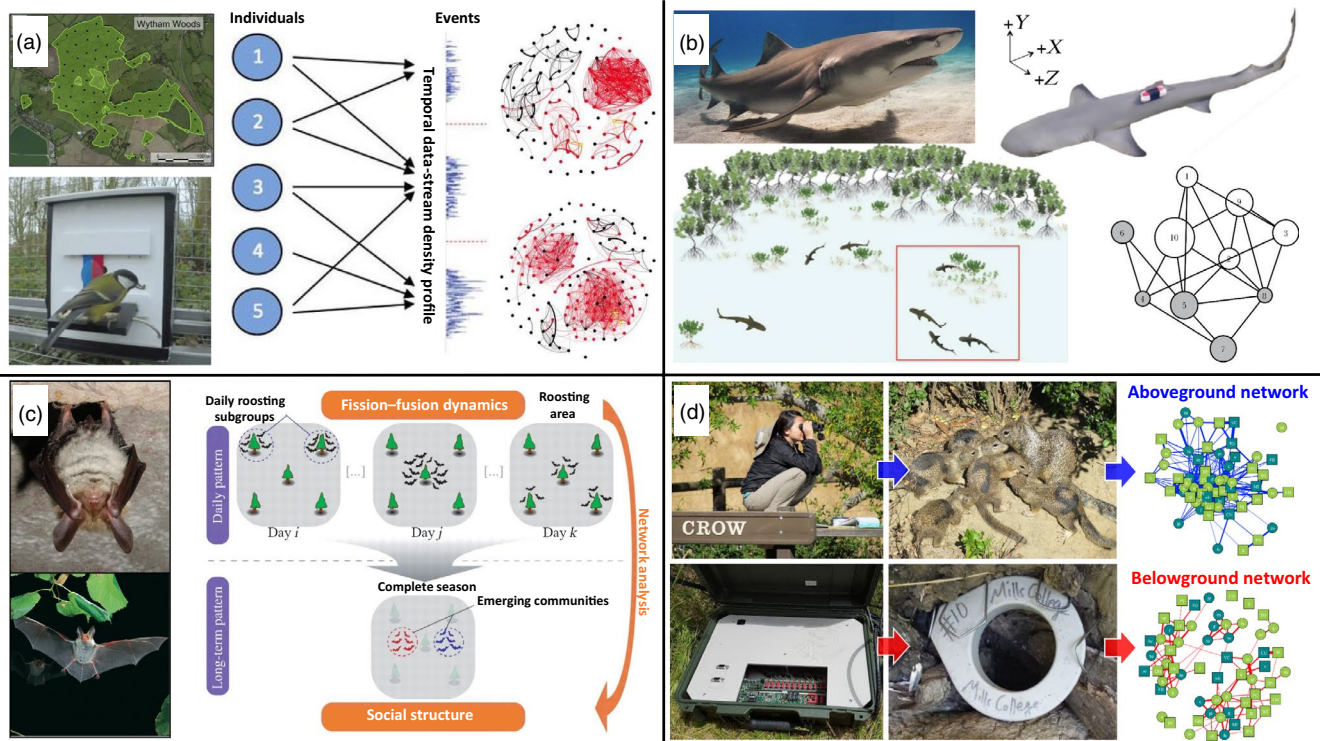 (a)
Wytham Woods
Individuals
Events
1
2
3
4
5
Temporal data-stream density
profile
(b)
+Y
+X
+Z
1
9
3
10
6
2
4
5
8
7
(c)
Daily roosting
subgroups
Fission–fusion dynamics
Roosting
area
Daily pattern
[...]
[...]
Day i
Day j
Day k
Network analysis
Long-term pattern
Complete season
Emerging communities
Social structure
(d)
CROW
Aboveground network
#10
Mills College
Mills College
Belowground network